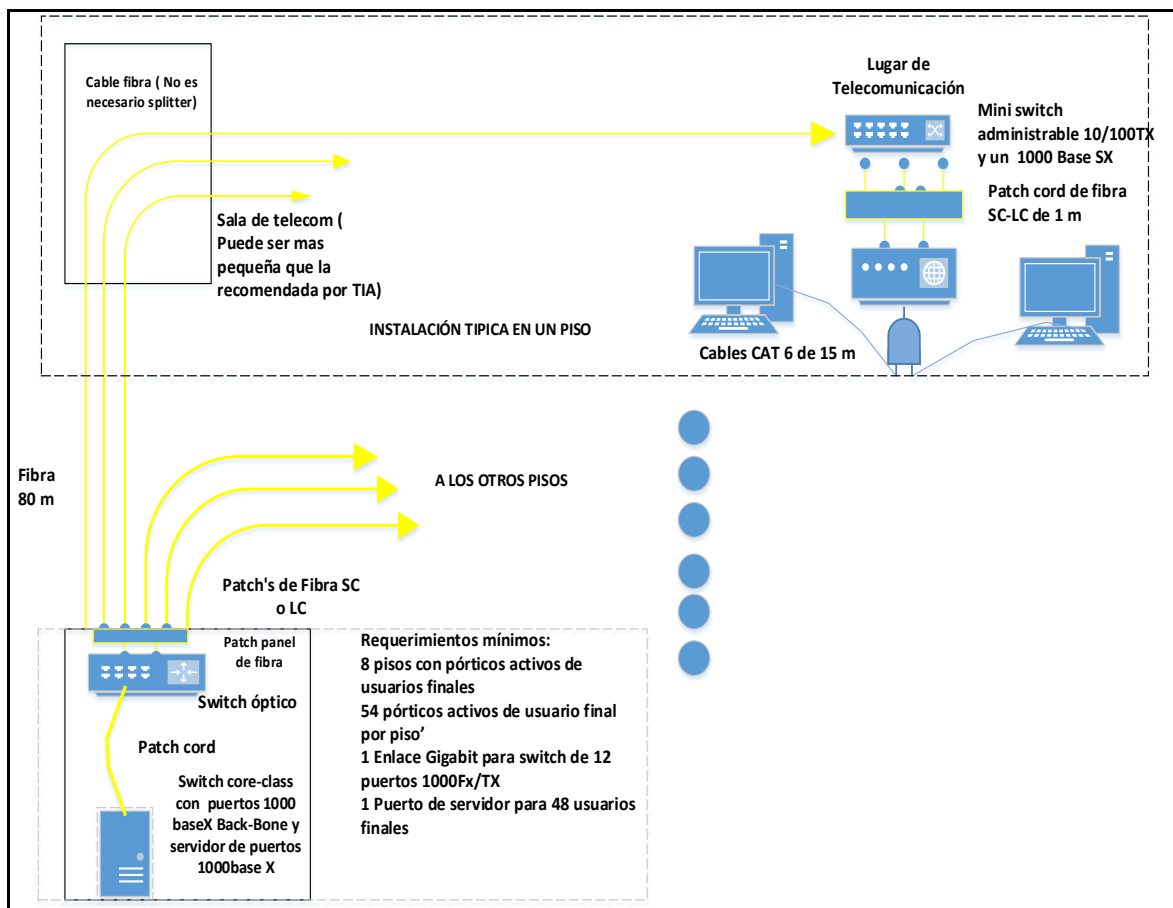 Cable fibra ( No es
necesario splitter)
Lugar de
Telecomunicación
Mini switch
administrable 10/100TX
y un 1000 Base SX
Patch cord de fibra
SC-LC de 1 m
Sala de telecom (
Puede ser mas
pequeña que la
recomendada por TIA)
INSTALACIÓN TIPICA EN UN PISO
Cables CAT 6 de 15 m
Fibra
80 m
A LOS OTROS PISOS
Patch's de Fibra SC
o LC
Patch panel
de fibra
Switch óptico
Patch cord
Switch core-class
con puertos 1000
baseX Back-Bone y
servidor de puertos
1000base X
Requerimientos mínimos:
8 pisos con pórticos activos de
usuarios finales
54 pórticos activos de usuario final
por piso’
1 Enlace Gigabit para switch de 12
puertos 1000Fx/TX
1 Puerto de servidor para 48 usuarios
finales